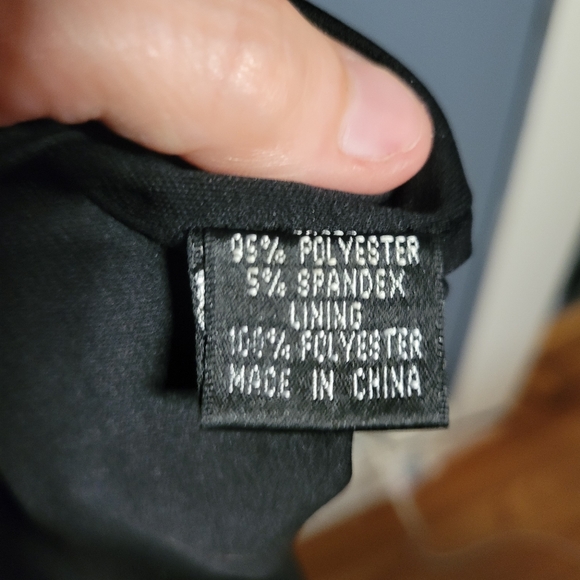 95% POLYESTER
5% SPANDEX
LINING
100% POLYESTER
MADE IN CHINA